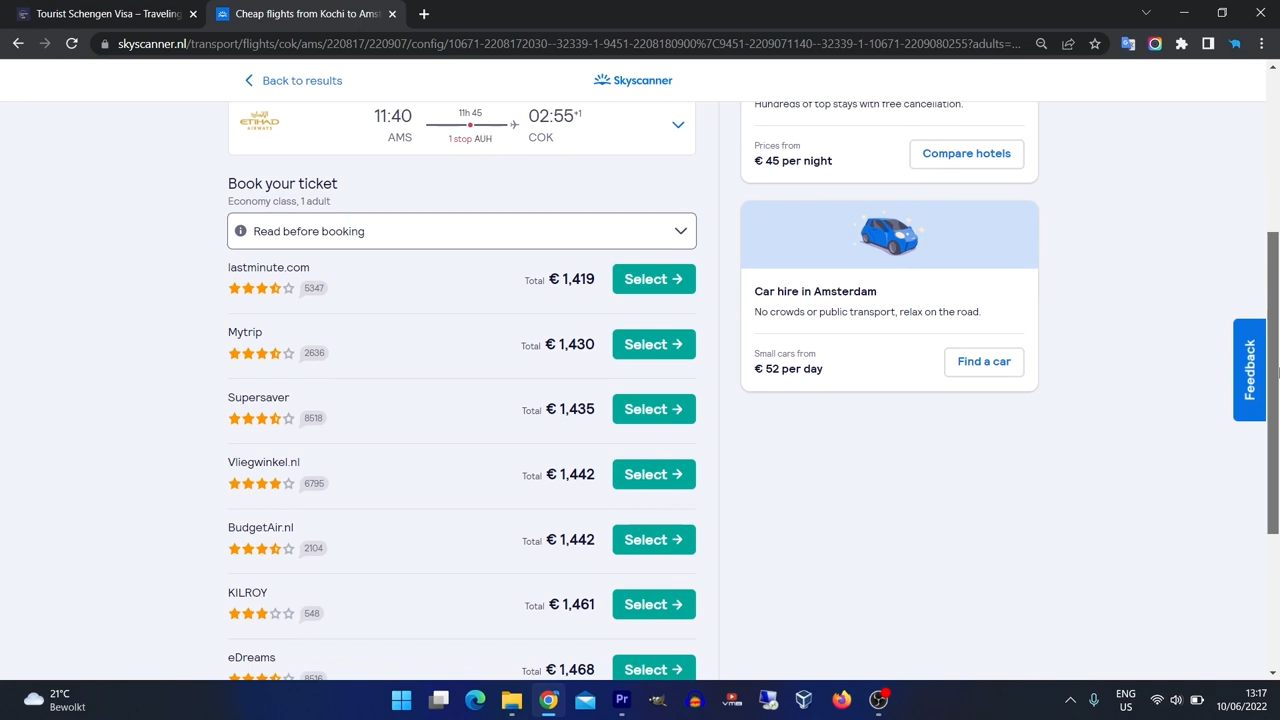 Tourist Schengen Visa – Traveling
Cheap flights from Kochi to Ams
skyscanner.nl/transport/flights/cok/ams/220817/220907/config/10671-2208172030--32339-1-9451-2208180900%7C9451-2209071140--32339-1-10671-2209080255?adults=...
Back to results
Skyscanner
ETIHAD
AIRWAYS
11:40
AMS
11h 45
1 stop AUH
02:55+1
COK
Book your ticket
Economy class, 1 adult
Read before booking
lastminute.com
5347
Total € 1,419
Select →
Mytrip
2636
Total € 1,430
Select →
Supersaver
8518
Total € 1,435
Select →
Vliegwinkel.nl
6795
Total € 1,442
Select →
BudgetAir.nl
2104
Total € 1,442
Select →
KILROY
548
Total € 1,461
Select →
eDreams
8516
Total € 1,468
Select →
Hundreds of top stays with free cancellation.
Prices from
€ 45 per night
Compare hotels
Car hire in Amsterdam
No crowds or public transport, relax on the road.
Small cars from
€ 52 per day
Find a car
Feedback
21°C
Bewolkt
Pr
ENG
US
13:17
10/06/2022